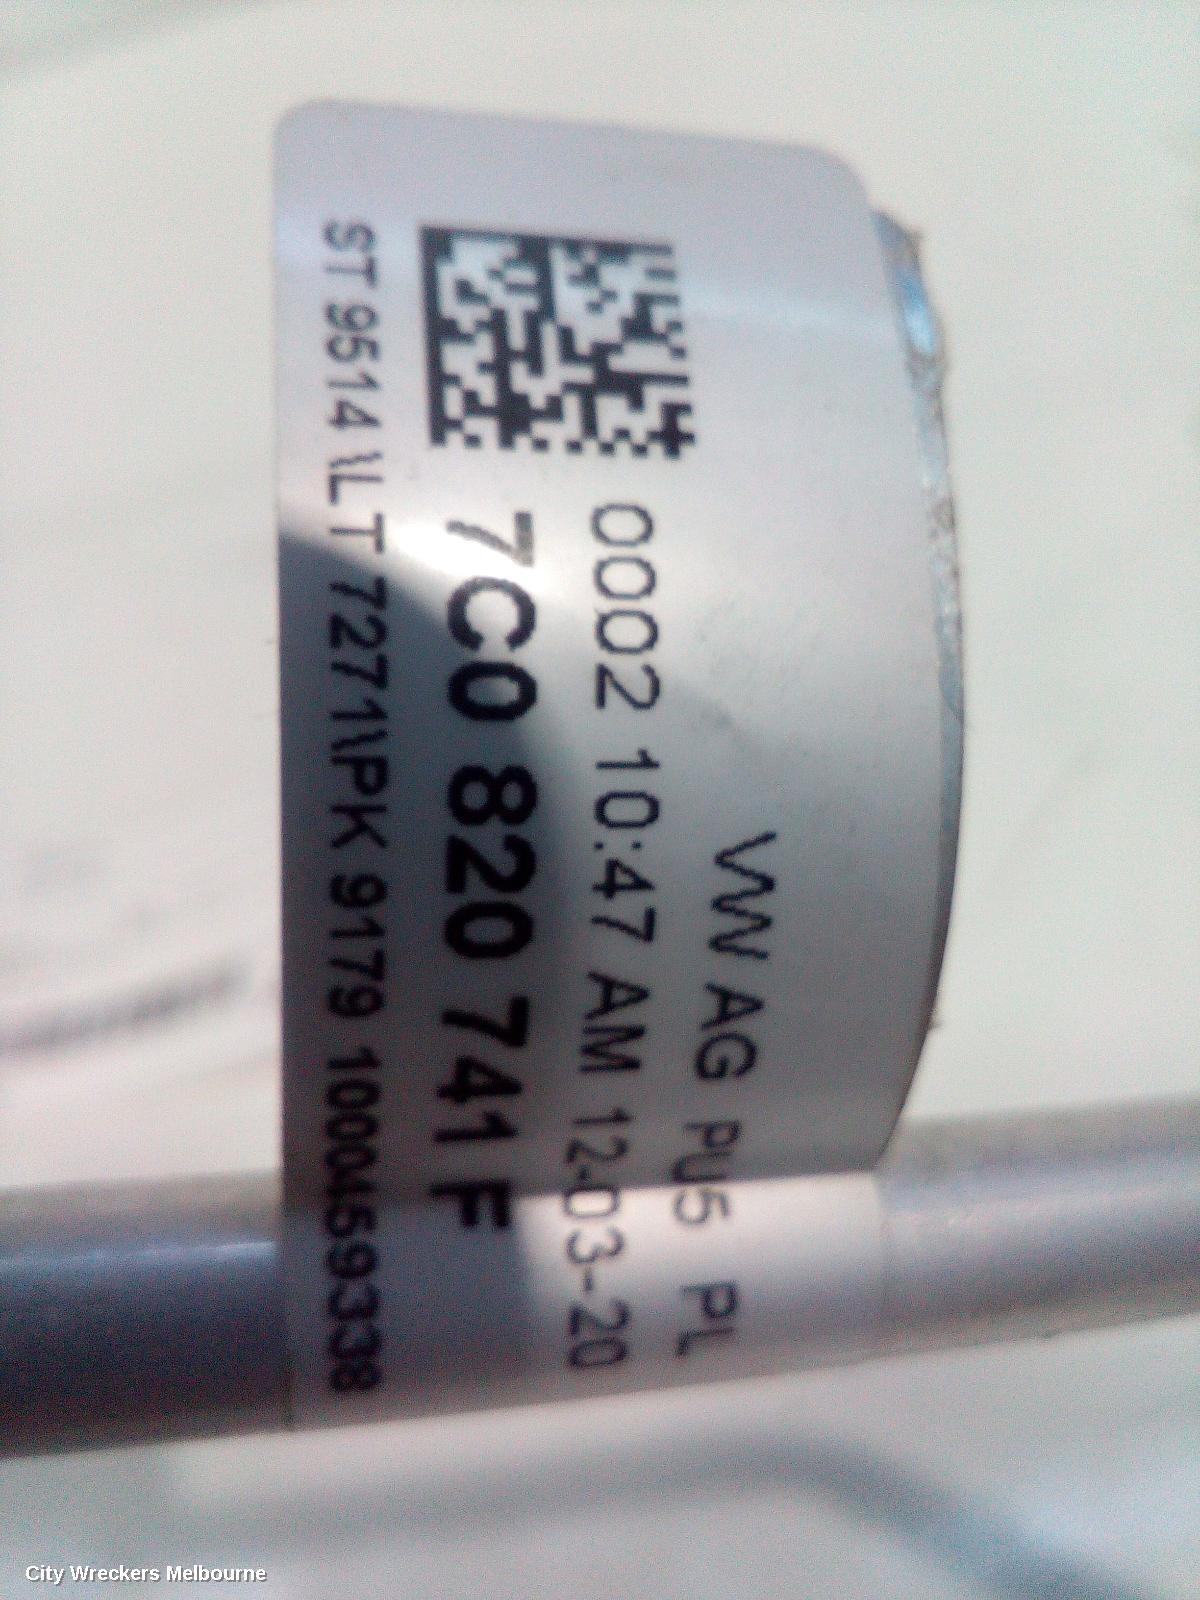 VW AG PU5 PL
0002 10:47 AM 12-03-20
7C0 820 741 F
ST 9514 \LT 7271\PK 9179 1000459338
City Wreckers Melbourne